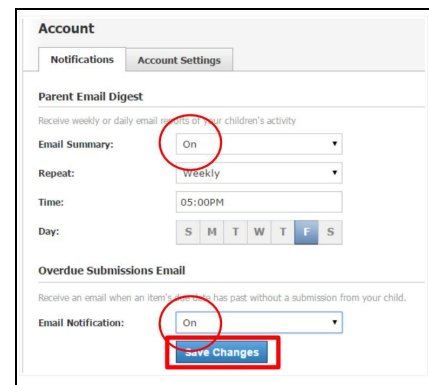 Account
Notifications Account Settings
Parent Email Digest
Receive weekly or daily email reports of your children's activity
Email Summary: On
Repeat: Weekly
Time: 05:00PM
Day: S M T W T F S
Overdue Submissions Email
Receive an email when an item's due date has past without a submission from your child.
Email Notification: On
Save Changes